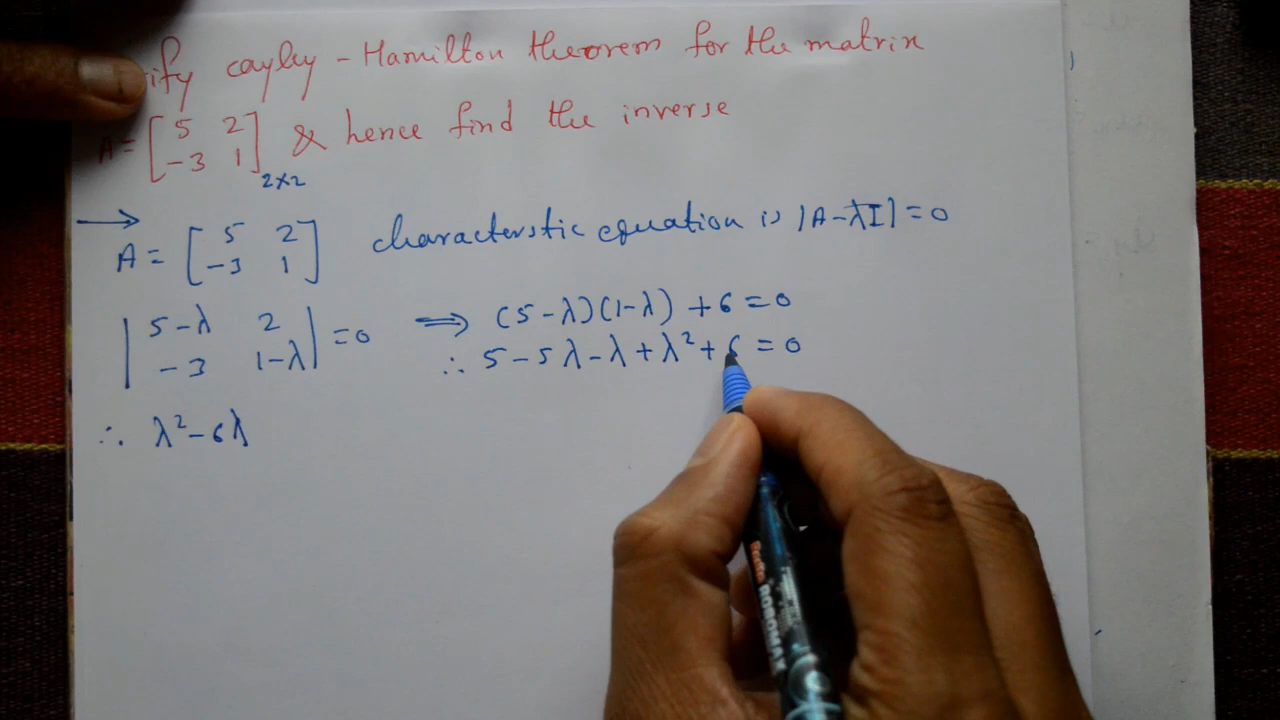 ify cayley - Hamilton theorem for the matrix
A = [5 2 -3 1] & hence find the inverse
2×2
→
A = [5 2 -3 1] characterstic equation is |A-λI| = 0
|5-λ 2 -3 1-λ| = 0 ⇒ (5-λ)(1-λ) + 6 = 0
∴ 5 - 5λ - λ + λ² + 6 = 0
∴ λ² - 6λ
ROBOMAX